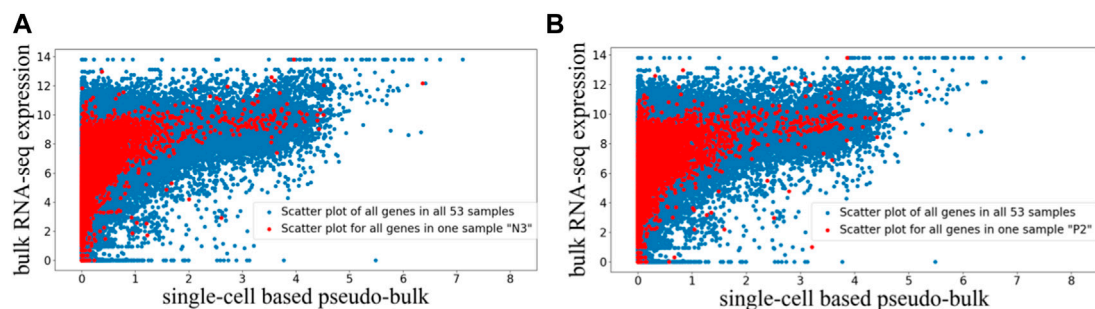 A
bulk RNA-seq expression
14
12
10
8
6
4
2
0
Scatter plot of all genes in all 53 samples
Scatter plot for all genes in one sample "N3"
0 1 2 3 4 5 6 7 8
single-cell based pseudo-bulk
B
bulk RNA-seq expression
14
12
10
8
6
4
2
0
Scatter plot of all genes in all 53 samples
Scatter plot for all genes in one sample "P2"
0 1 2 3 4 5 6 7 8
single-cell based pseudo-bulk